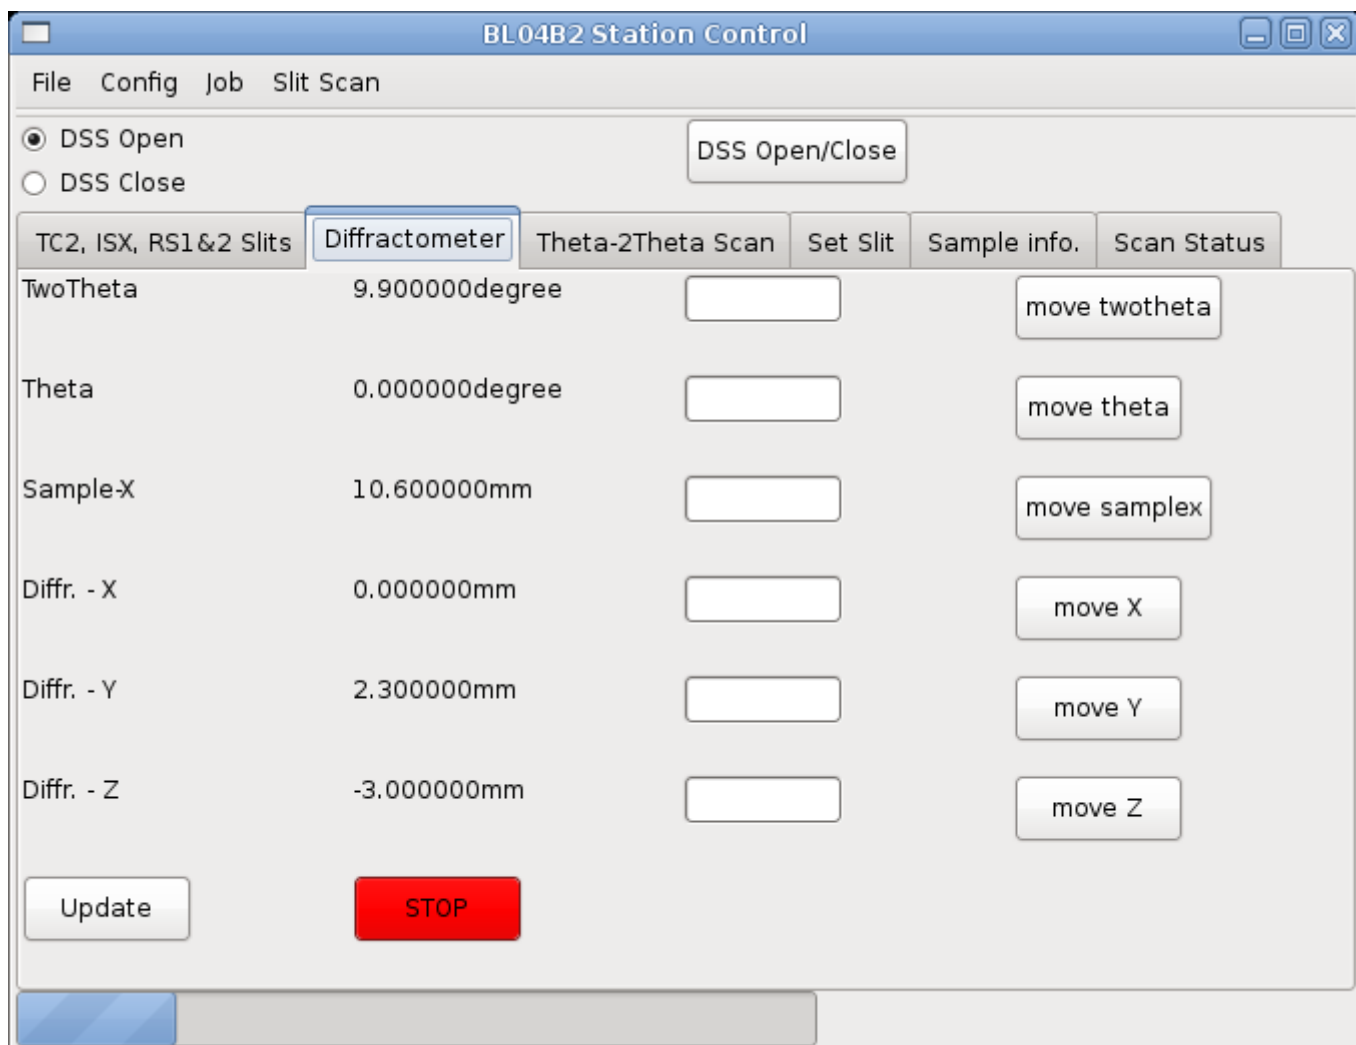 BL04B2 Station Control
File Config Job Slit Scan
DSS Open
DSS Open/Close
DSS Close
TC2, ISX, RS1&2 Slits Diffractometer Theta-2Theta Scan Set Slit Sample info. Scan Status
TwoTheta 9.900000degree move twotheta
Theta 0.000000degree move theta
Sample-X 10.600000mm move samplex
Diffr. - X 0.000000mm move X
Diffr. - Y 2.300000mm move Y
Diffr. - Z -3.000000mm move Z
Update STOP